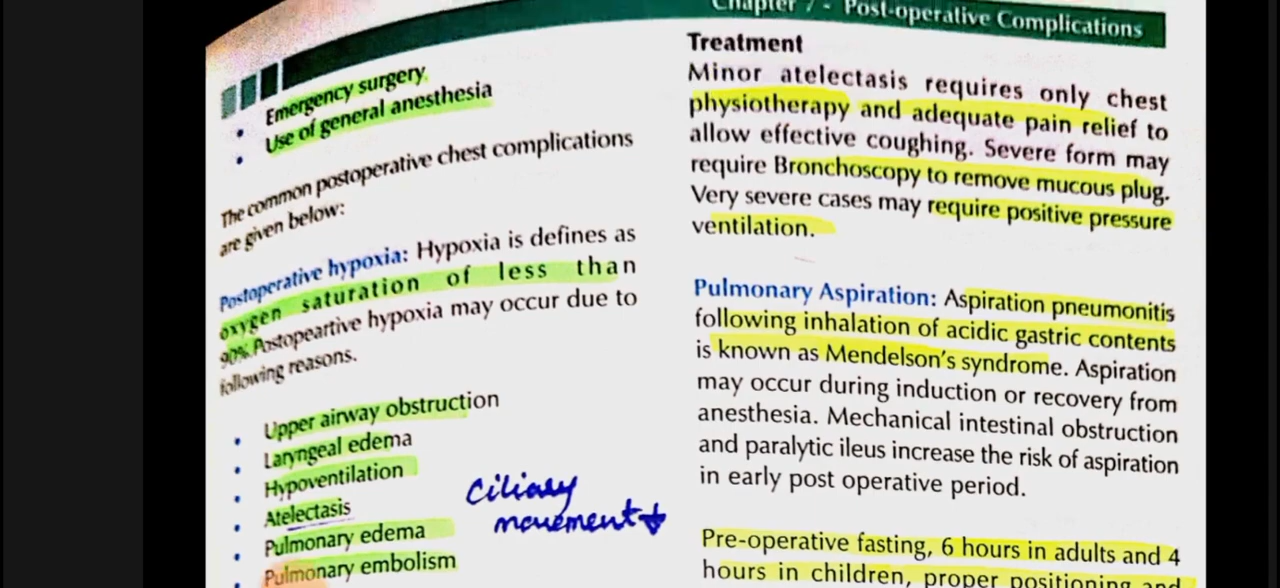 Chapter 7 - Post-operative Complications
• Emergency surgery
• Use of general anesthesia
The common postoperative chest complications
are given below:
Postoperative hypoxia: Hypoxia is defines as
oxygen saturation of less than
90%.Postopeartive hypoxia may occur due to
following reasons.
• Upper airway obstruction
• Laryngeal edema
• Hypoventilation
• Atelectasis
• Pulmonary edema
• Pulmonary embolism
ciliary
movement↓
Treatment
Minor atelectasis requires only chest
physiotherapy and adequate pain relief to
allow effective coughing. Severe form may
require Bronchoscopy to remove mucous plug.
Very severe cases may require positive pressure
ventilation.
Pulmonary Aspiration: Aspiration pneumonitis
following inhalation of acidic gastric contents
is known as Mendelson's syndrome. Aspiration
may occur during induction or recovery from
anesthesia. Mechanical intestinal obstruction
and paralytic ileus increase the risk of aspiration
in early post operative period.
Pre-operative fasting, 6 hours in adults and 4
hours in children, proper positioning and